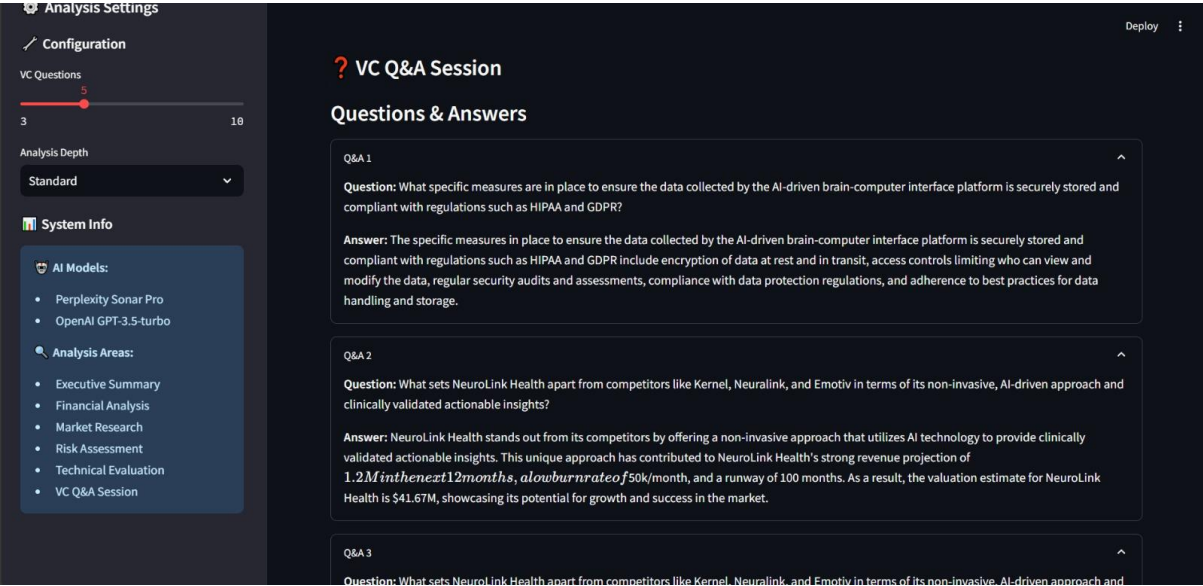 Analysis Settings
Configuration
VC Questions
5
3 10
Analysis Depth
Standard
System Info
AI Models:
• Perplexity Sonar Pro
• OpenAI GPT-3.5-turbo
Analysis Areas:
• Executive Summary
• Financial Analysis
• Market Research
• Risk Assessment
• Technical Evaluation
• VC Q&A Session
Deploy
❓ VC Q&A Session
Questions & Answers
Q&A 1
Question: What specific measures are in place to ensure the data collected by the AI-driven brain-computer interface platform is securely stored and
compliant with regulations such as HIPAA and GDPR?
Answer: The specific measures in place to ensure the data collected by the AI-driven brain-computer interface platform is securely stored and
compliant with regulations such as HIPAA and GDPR include encryption of data at rest and in transit, access controls limiting who can view and
modify the data, regular security audits and assessments, compliance with data protection regulations, and adherence to best practices for data
handling and storage.
Q&A 2
Question: What sets NeuroLink Health apart from competitors like Kernel, Neuralink, and Emotiv in terms of its non-invasive, AI-driven approach and
clinically validated actionable insights?
Answer: NeuroLink Health stands out from its competitors by offering a non-invasive approach that utilizes AI technology to provide clinically
validated actionable insights. This unique approach has contributed to NeuroLink Health's strong revenue projection of
1.2Minthenext12months,alowburnrateof50k/month, and a runway of 100 months. As a result, the valuation estimate for NeuroLink
Health is $41.67M, showcasing its potential for growth and success in the market.
Q&A 3
Question: What sets NeuroLink Health apart from competitors like Kernel, Neuralink, and Emotiv in terms of its non-invasive, AI-driven approach and